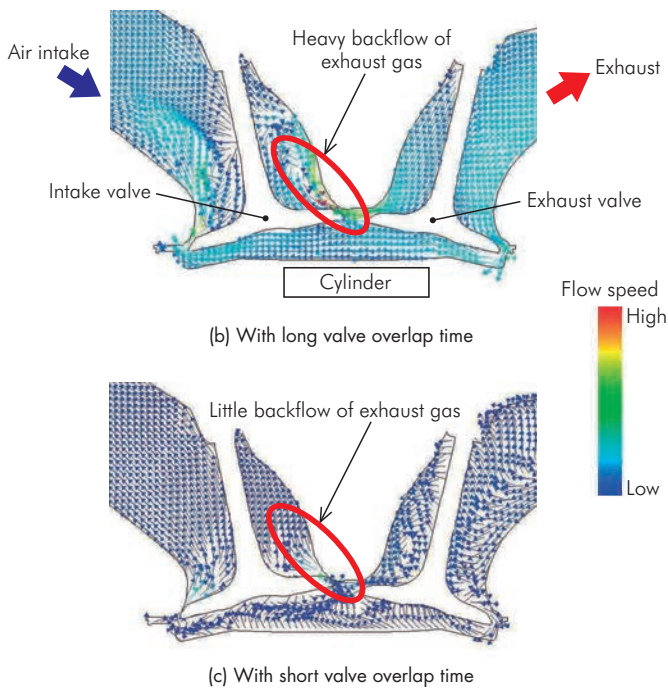 Air intake
Heavy backflow of
exhaust gas
Exhaust
Intake valve
Exhaust valve
Cylinder
Flow speed
High
Low
(b) With long valve overlap time
Little backflow of exhaust gas
(c) With short valve overlap time